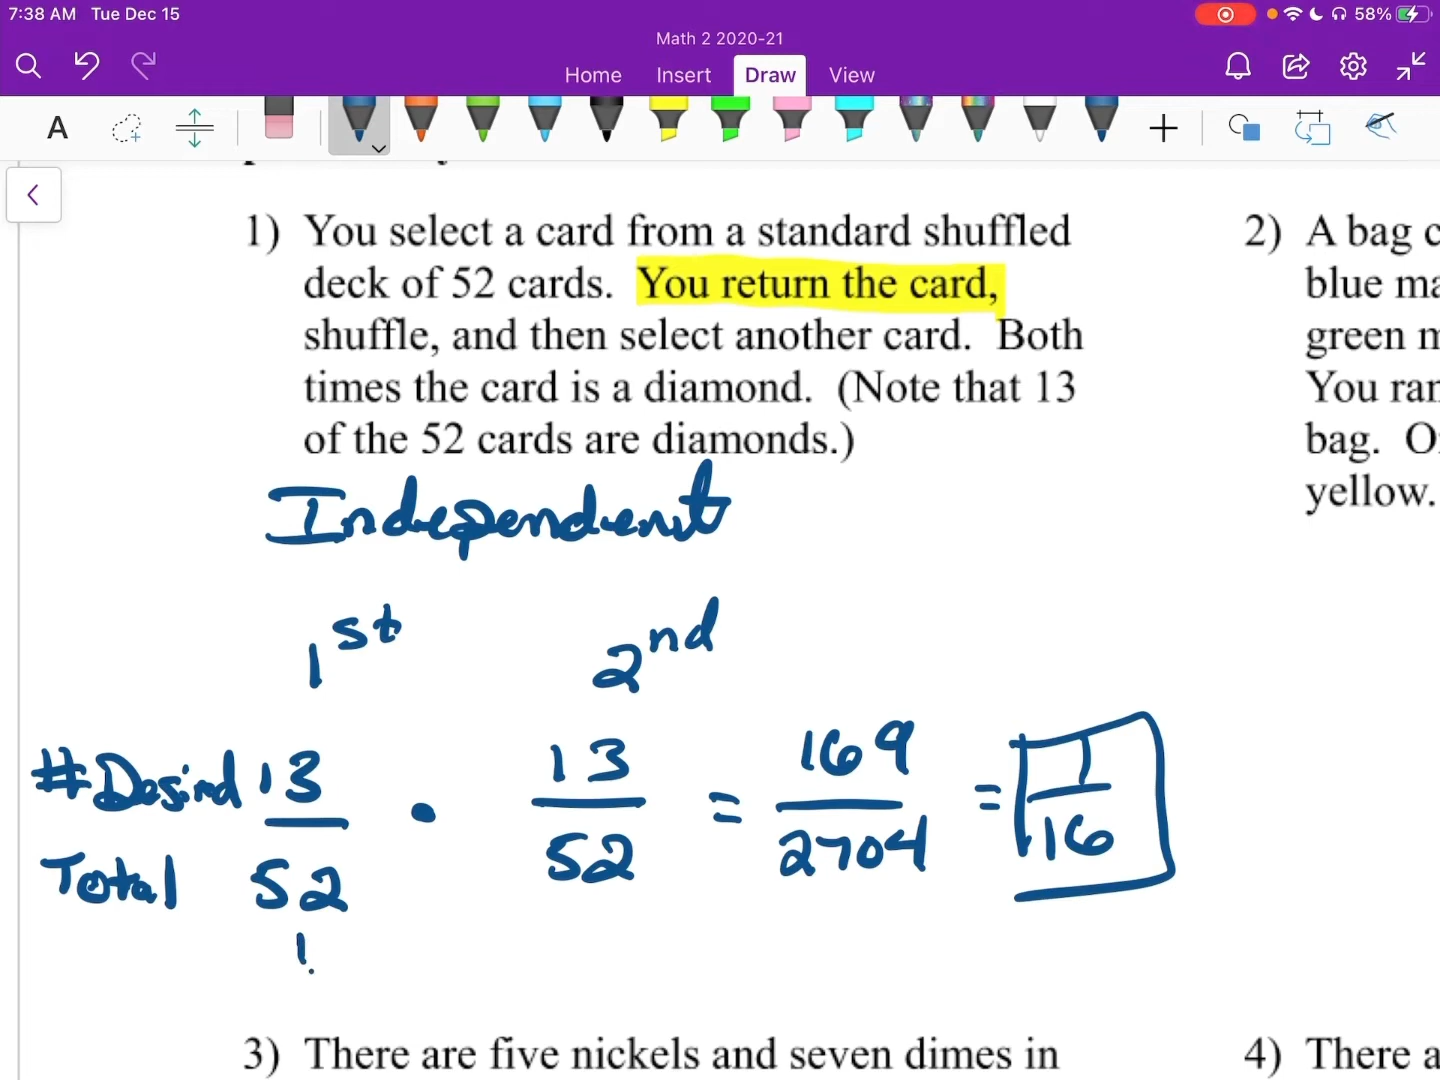 7:38 AM Tue Dec 15
58%
Math 2 2020-21
Home Insert Draw View
A
1) You select a card from a standard shuffled
deck of 52 cards. You return the card,
shuffle, and then select another card. Both
times the card is a diamond. (Note that 13
of the 52 cards are diamonds.)
Independent
1st 2nd
#Desired 13/52 • 13/52 = 169/2704 = 1/16
Total
2) A bag c
blue ma
green m
You ran
bag. O
yellow.
3) There are five nickels and seven dimes in
4) There a